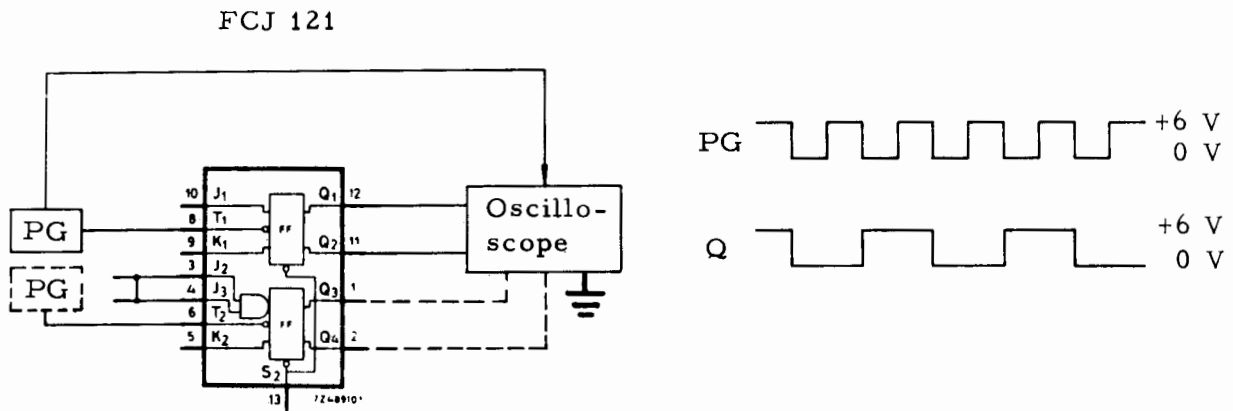 FCJ 121
PG
PG
10 J1 Q1 12
8 T1 FF
9 K1 Q2 11
3 J2
4 J3 Q3 1
6 T2 FF
5 K2 Q4 2
S2
13
Oscillo-
scope
PG +6 V
0 V
Q +6 V
0 V